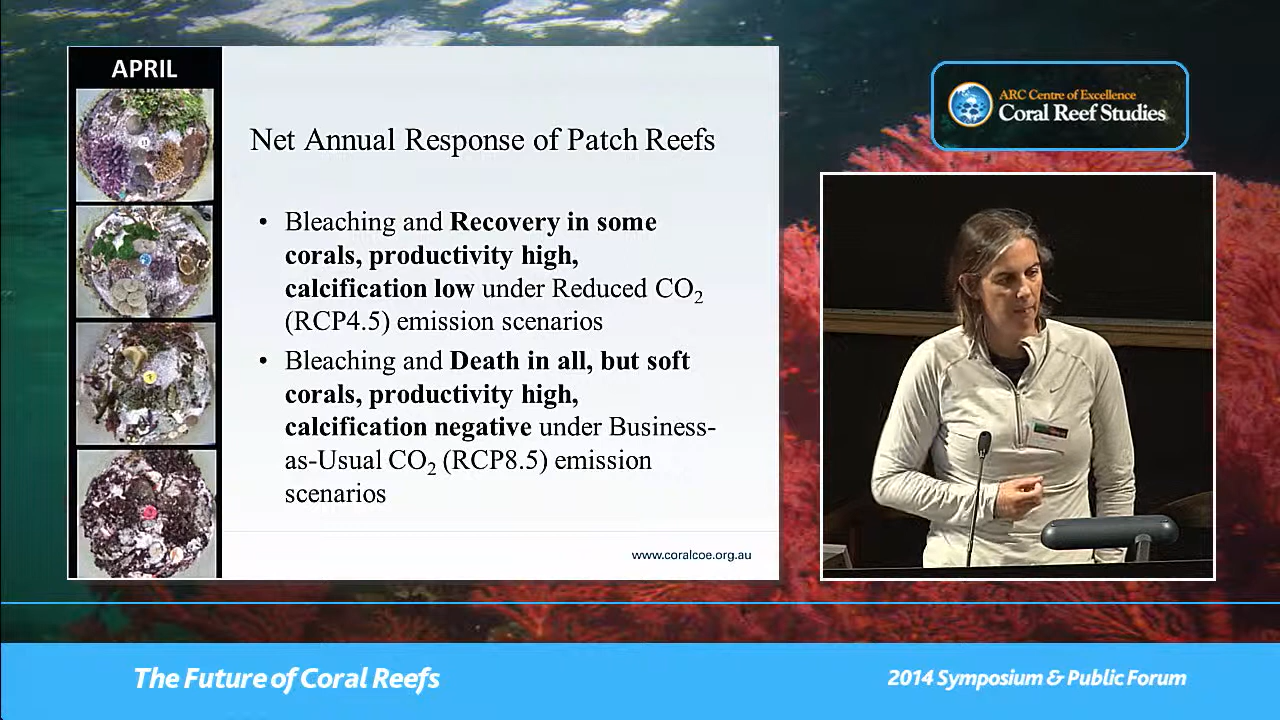 APRIL
Net Annual Response of Patch Reefs
• Bleaching and Recovery in some
corals, productivity high,
calcification low under Reduced CO₂
(RCP4.5) emission scenarios
• Bleaching and Death in all, but soft
corals, productivity high,
calcification negative under Business-
as-Usual CO₂ (RCP8.5) emission
scenarios
www.coralcoe.org.au
ARC Centre of Excellence
Coral Reef Studies
The Future of Coral Reefs
2014 Symposium & Public Forum